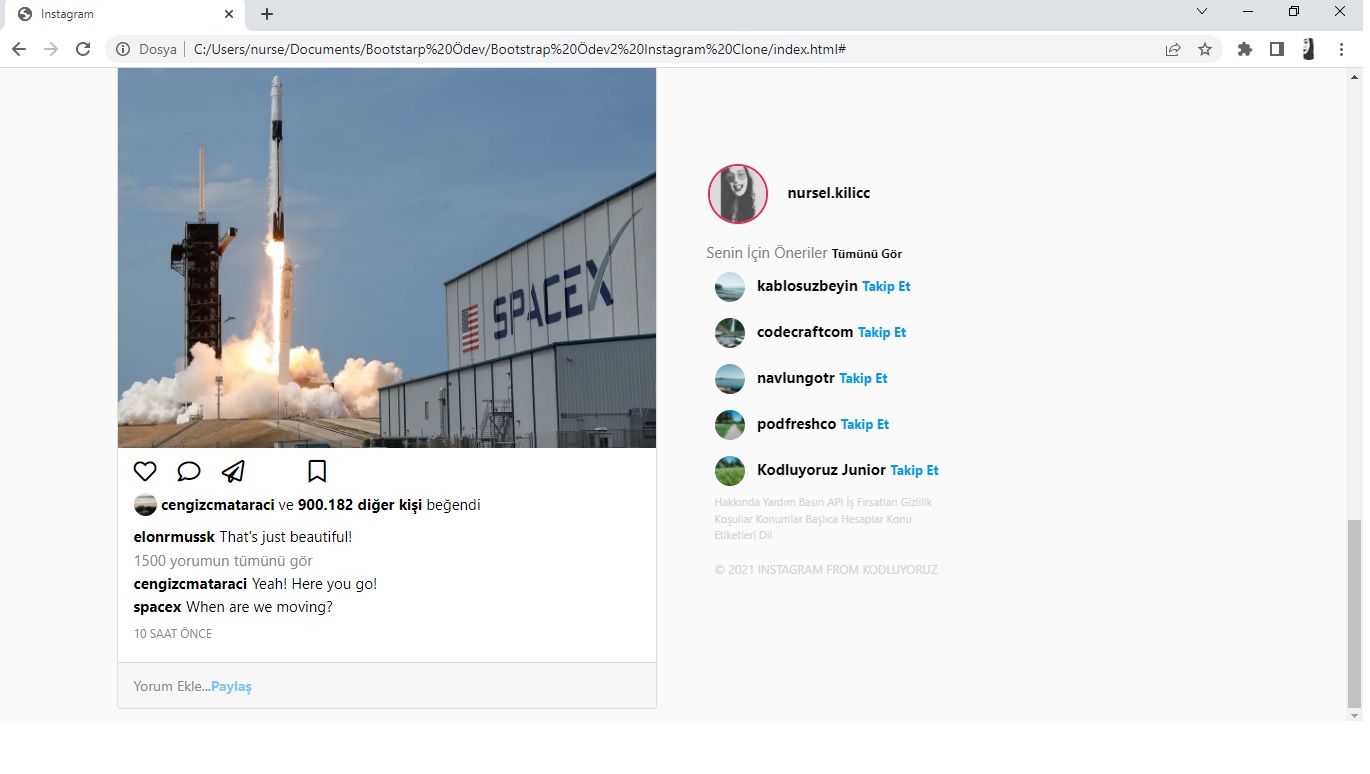 Instagram
Dosya C:/Users/nurse/Documents/Bootstarp%20Ödev/Bootstrap%20Ödev2%20Instagram%20Clone/index.html#
SPACEX
cengizcmataraci ve 900.182 diğer kişi beğendi
elonrmussk That's just beautiful!
1500 yorumun tümünü gör
cengizcmataraci Yeah! Here you go!
spacex When are we moving?
10 SAAT ÖNCE
Yorum Ekle...Paylaş
nursel.kilicc
Senin İçin Öneriler Tümünü Gör
kablosuzbeyin Takip Et
codecraftcom Takip Et
navlungotr Takip Et
podfreshco Takip Et
Kodluyoruz Junior Takip Et
Hakkında Yardım Basın API İş Fırsatları Gizlilik
Koşullar Konumlar Başlıca Hesaplar Konu
Etiketleri Dil
© 2021 INSTAGRAM FROM KODLUYORUZ